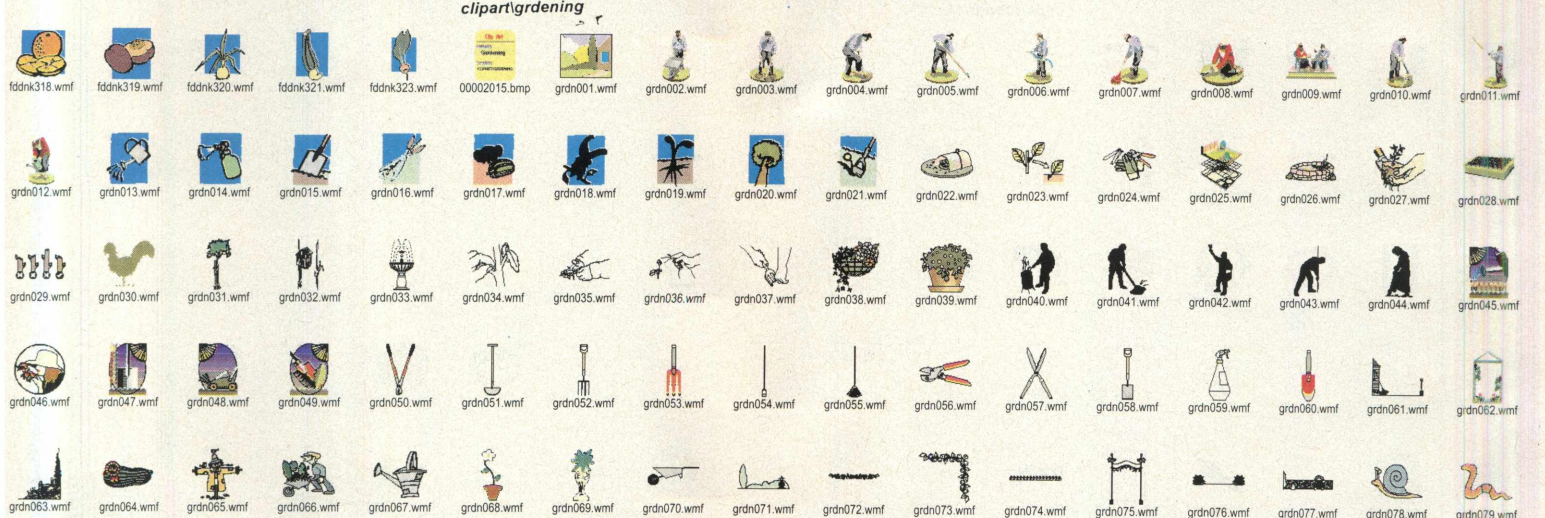 clipart\grdening
fddnk318.wmf fddnk319.wmf fddnk320.wmf fddnk321.wmf fddnk323.wmf 00002015.bmp grdn001.wmf grdn002.wmf grdn003.wmf grdn004.wmf grdn005.wmf grdn006.wmf grdn007.wmf grdn008.wmf grdn009.wmf grdn010.wmf grdn011.wmf
grdn012.wmf grdn013.wmf grdn014.wmf grdn015.wmf grdn016.wmf grdn017.wmf grdn018.wmf grdn019.wmf grdn020.wmf grdn021.wmf grdn022.wmf grdn023.wmf grdn024.wmf grdn025.wmf grdn026.wmf grdn027.wmf grdn028.wmf
grdn029.wmf grdn030.wmf grdn031.wmf grdn032.wmf grdn033.wmf grdn034.wmf grdn035.wmf grdn036.wmf grdn037.wmf grdn038.wmf grdn039.wmf grdn040.wmf grdn041.wmf grdn042.wmf grdn043.wmf grdn044.wmf grdn045.wmf
grdn046.wmf grdn047.wmf grdn048.wmf grdn049.wmf grdn050.wmf grdn051.wmf grdn052.wmf grdn053.wmf grdn054.wmf grdn055.wmf grdn056.wmf grdn057.wmf grdn058.wmf grdn059.wmf grdn060.wmf grdn061.wmf grdn062.wmf
grdn063.wmf grdn064.wmf grdn065.wmf grdn066.wmf grdn067.wmf grdn068.wmf grdn069.wmf grdn070.wmf grdn071.wmf grdn072.wmf grdn073.wmf grdn074.wmf grdn075.wmf grdn076.wmf grdn077.wmf grdn078.wmf grdn079.wmf
Clip Art
Gardening